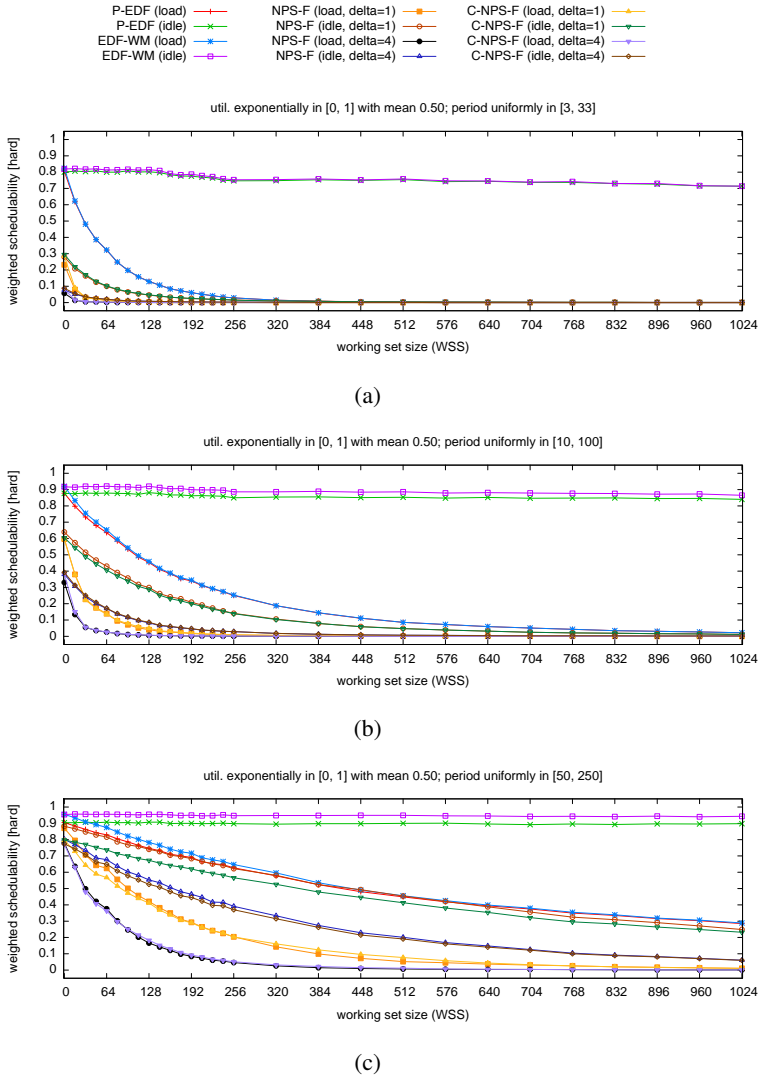 P-EDF (load)
P-EDF (idle)
EDF-WM (load)
EDF-WM (idle)
NPS-F (load, delta=1)
NPS-F (idle, delta=1)
NPS-F (load, delta=4)
NPS-F (idle, delta=4)
C-NPS-F (load, delta=1)
C-NPS-F (idle, delta=1)
C-NPS-F (load, delta=4)
C-NPS-F (idle, delta=4)
util. exponentially in [0, 1] with mean 0.50; period uniformly in [3, 33]
weighted schedulability [hard]
1
0.9
0.8
0.7
0.6
0.5
0.4
0.3
0.2
0.1
0
0 64 128 192 256 320 384 448 512 576 640 704 768 832 896 960 1024
working set size (WSS)
(a)
util. exponentially in [0, 1] with mean 0.50; period uniformly in [10, 100]
weighted schedulability [hard]
1
0.9
0.8
0.7
0.6
0.5
0.4
0.3
0.2
0.1
0
0 64 128 192 256 320 384 448 512 576 640 704 768 832 896 960 1024
working set size (WSS)
(b)
util. exponentially in [0, 1] with mean 0.50; period uniformly in [50, 250]
weighted schedulability [hard]
1
0.9
0.8
0.7
0.6
0.5
0.4
0.3
0.2
0.1
0
0 64 128 192 256 320 384 448 512 576 640 704 768 832 896 960 1024
working set size (WSS)
(c)